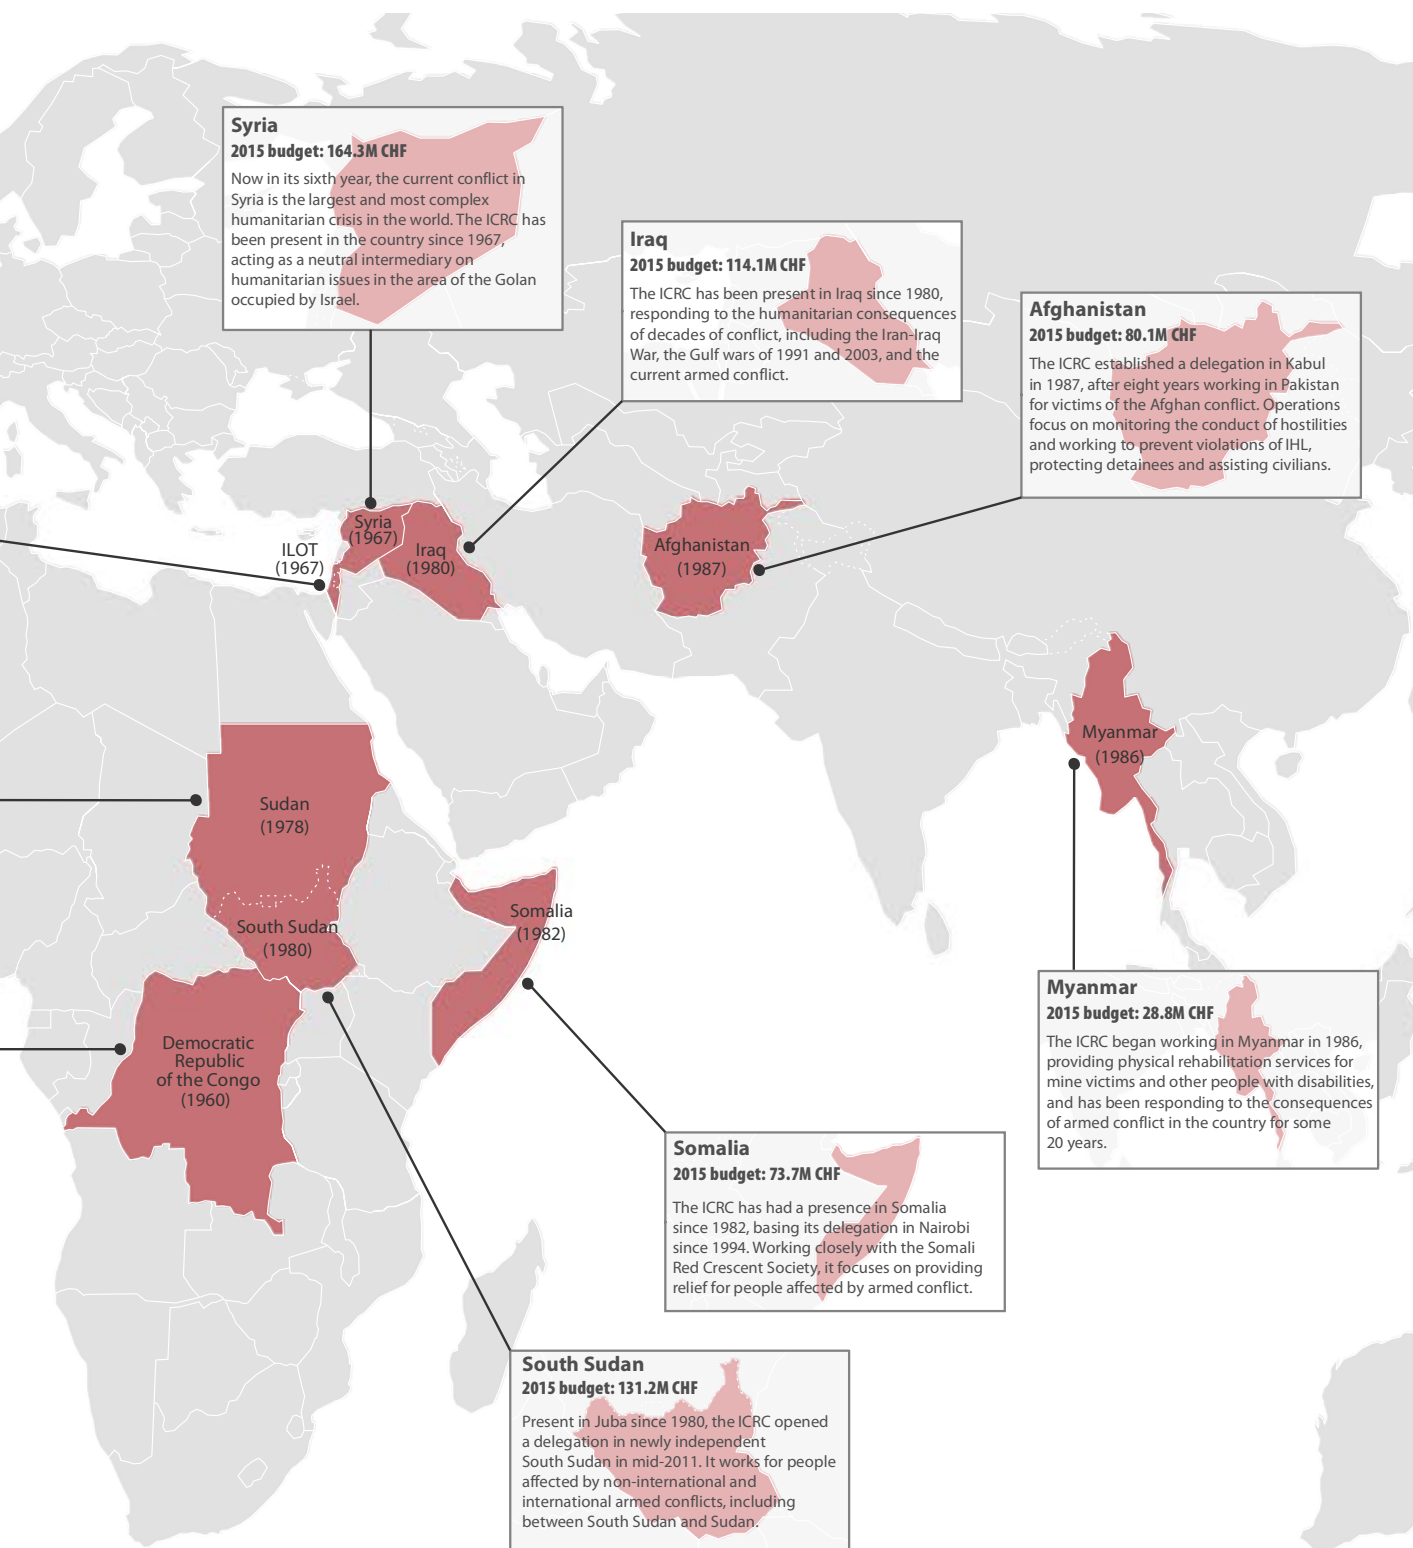 Syria
2015 budget: 164.3M CHF
Now in its sixth year, the current conflict in
Syria is the largest and most complex
humanitarian crisis in the world. The ICRC has
been present in the country since 1967,
acting as a neutral intermediary on
humanitarian issues in the area of the Golan
occupied by Israel.
Iraq
2015 budget: 114.1M CHF
The ICRC has been present in Iraq since 1980,
responding to the humanitarian consequences
of decades of conflict, including the Iran-Iraq
War, the Gulf wars of 1991 and 2003, and the
current armed conflict.
Afghanistan
2015 budget: 80.1M CHF
The ICRC established a delegation in Kabul
in 1987, after eight years working in Pakistan
for victims of the Afghan conflict. Operations
focus on monitoring the conduct of hostilities
and working to prevent violations of IHL,
protecting detainees and assisting civilians.
Syria
(1967)
ILOT
(1967)
Iraq
(1980)
Afghanistan
(1987)
Myanmar
(1986)
Sudan
(1978)
South Sudan
(1980)
Somalia
(1982)
Democratic
Republic
of the Congo
(1960)
Myanmar
2015 budget: 28.8M CHF
The ICRC began working in Myanmar in 1986,
providing physical rehabilitation services for
mine victims and other people with disabilities,
and has been responding to the consequences
of armed conflict in the country for some
20 years.
Somalia
2015 budget: 73.7M CHF
The ICRC has had a presence in Somalia
since 1982, basing its delegation in Nairobi
since 1994. Working closely with the Somali
Red Crescent Society, it focuses on providing
relief for people affected by armed conflict.
South Sudan
2015 budget: 131.2M CHF
Present in Juba since 1980, the ICRC opened
a delegation in newly independent
South Sudan in mid-2011. It works for people
affected by non-international and
international armed conflicts, including
between South Sudan and Sudan.